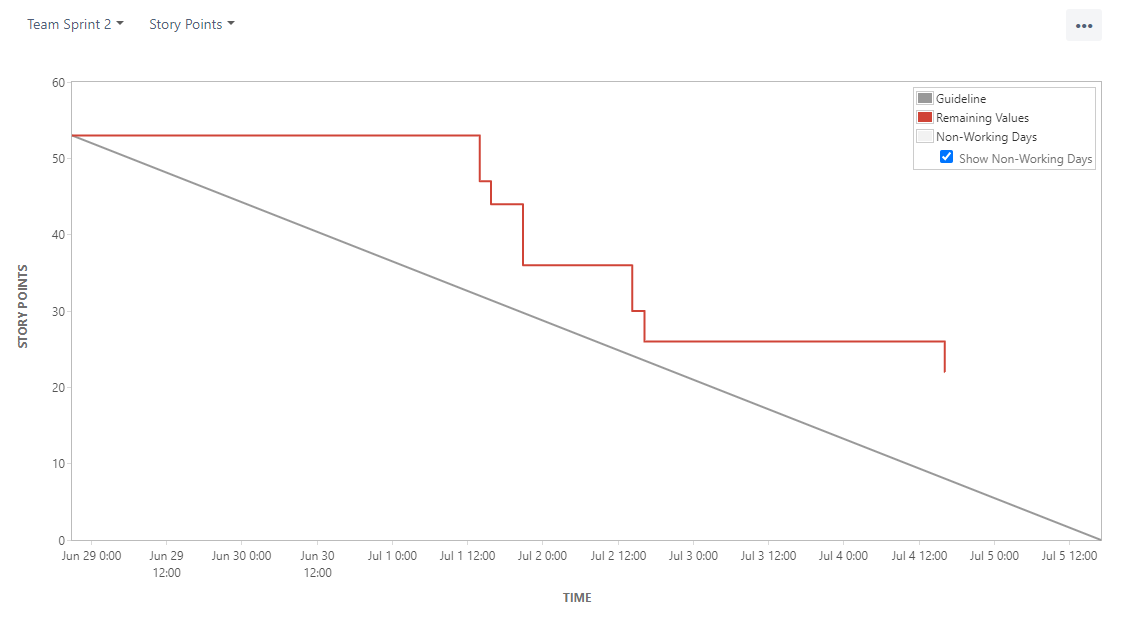 Team Sprint 2
Story Points
•••
Guideline
Remaining Values
Non-Working Days
Show Non-Working Days
60
50
40
30
20
10
0
STORY POINTS
Jun 29 0:00
Jun 29
12:00
Jun 30 0:00
Jun 30
12:00
Jul 1 0:00
Jul 1 12:00
Jul 2 0:00
Jul 2 12:00
Jul 3 0:00
Jul 3 12:00
Jul 4 0:00
Jul 4 12:00
Jul 5 0:00
Jul 5 12:00
TIME